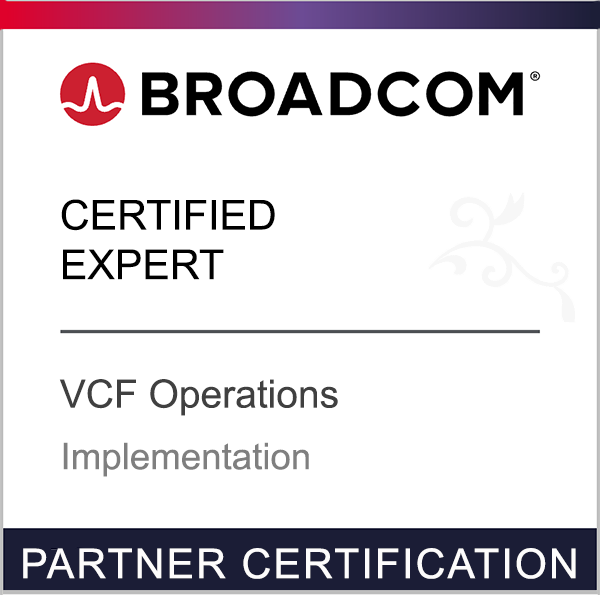 BROADCOM®
CERTIFIED
EXPERT
VCF Operations
Implementation
PARTNER CERTIFICATION